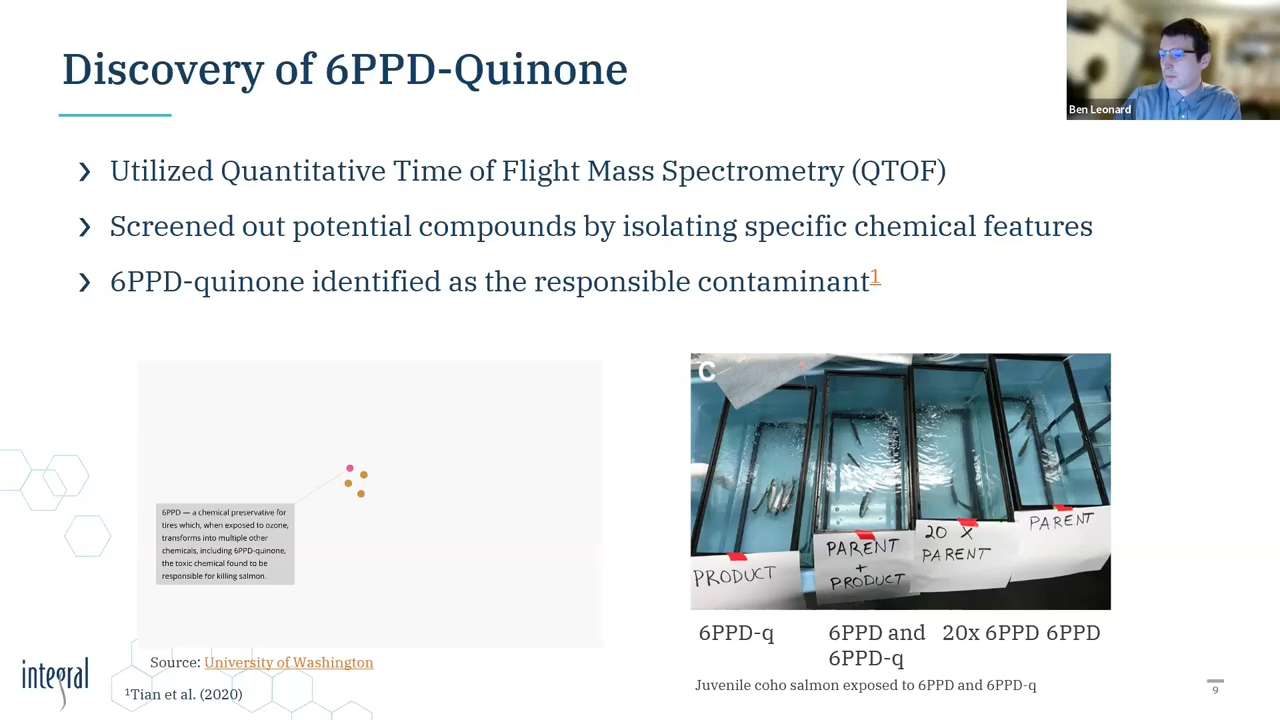 Discovery of 6PPD-Quinone
Ben Leonard
❯ Utilized Quantitative Time of Flight Mass Spectrometry (QTOF)
❯ Screened out potential compounds by isolating specific chemical features
❯ 6PPD-quinone identified as the responsible contaminant1
6PPD — a chemical preservative for
tires which, when exposed to ozone,
transforms into multiple other
chemicals, including 6PPD-quinone,
the toxic chemical found to be
responsible for killing salmon.
C
PRODUCT
PARENT
+
PRODUCT
20 X
PARENT
PARENT
6PPD-q
6PPD and
6PPD-q
20x 6PPD
6PPD
Source: University of Washington
Juvenile coho salmon exposed to 6PPD and 6PPD-q
integral
1Tian et al. (2020)
9